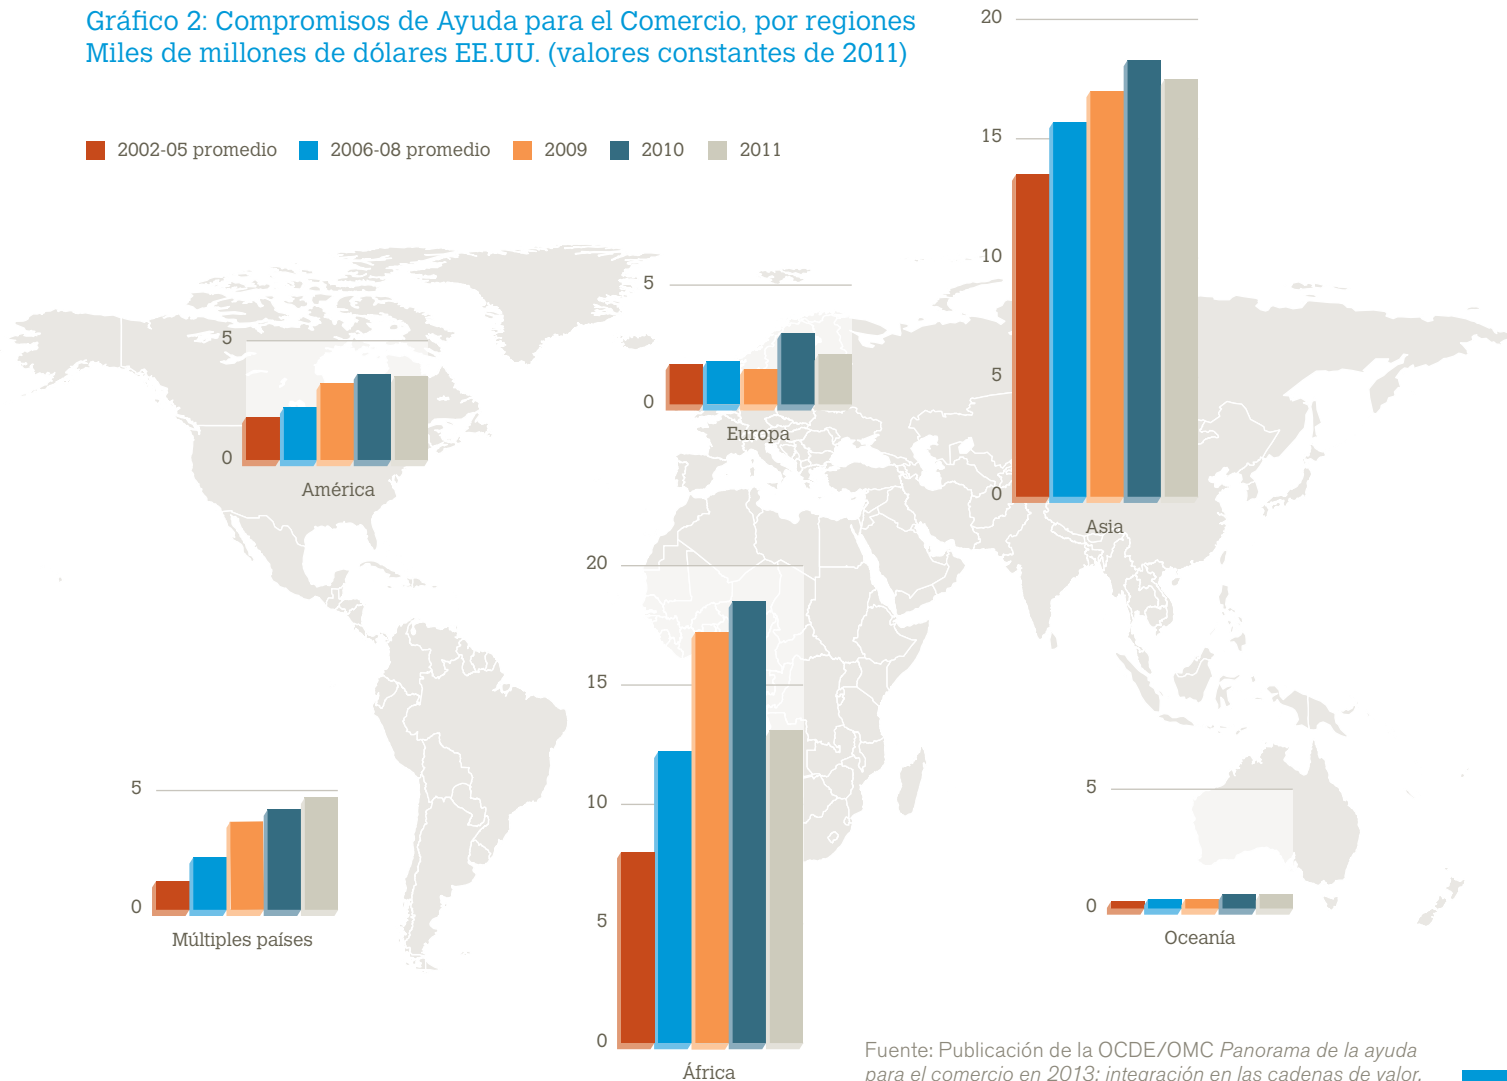 Gráfico 2: Compromisos de Ayuda para el Comercio, por regiones
Miles de millones de dólares EE.UU. (valores constantes de 2011)
2002-05 promedio 2006-08 promedio 2009 2010 2011
20
15
10
5
0
Asia
5
0
Europa
5
0
América
20
15
10
5
0
África
5
0
Múltiples países
5
0
Oceanía
Fuente: Publicación de la OCDE/OMC Panorama de la ayuda
para el comercio en 2013: integración en las cadenas de valor.